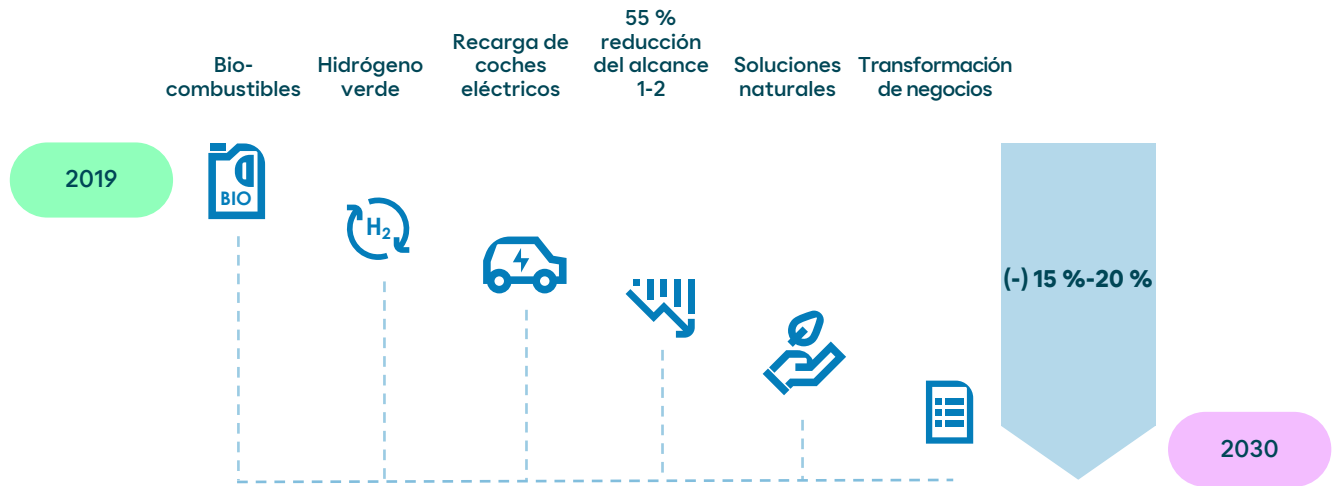 Bio-
combustibles
Hidrógeno
verde
Recarga de
coches
eléctricos
55 %
reducción
del alcance
1-2
Soluciones
naturales
Transformación
de negocios
2019
BIO
H₂
(-) 15 %-20 %
2030